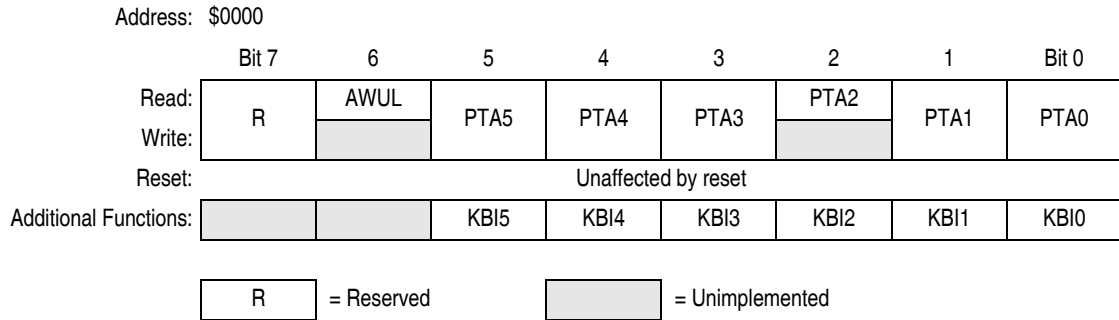 Address: $0000
Bit 7 6 5 4 3 2 1 Bit 0
Read: R AWUL PTA5 PTA4 PTA3 PTA2 PTA1 PTA0
Write:
Reset: Unaffected by reset
Additional Functions: KBI5 KBI4 KBI3 KBI2 KBI1 KBI0
R = Reserved = Unimplemented